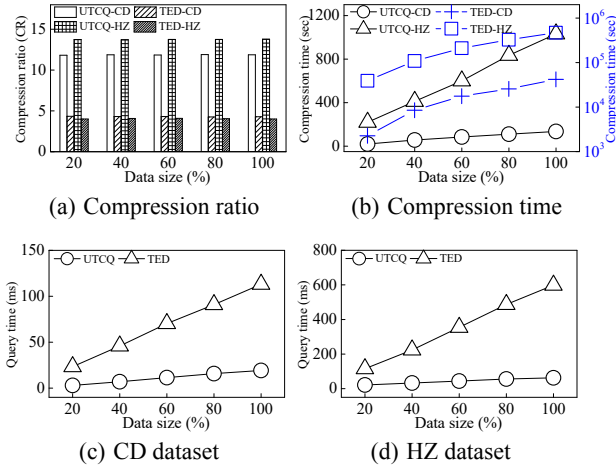 UTCQ-CD TED-CD
UTCQ-HZ TED-HZ
Compression ratio (CR)
15
10
5
0
20 40 60 80 100
Data size (%)
(a) Compression ratio
UTCQ-CD TED-CD
UTCQ-HZ TED-HZ
Compression time (sec)
1200
800
400
0
10^6
10^5
10^4
10^3
Compression time (sec)
20 40 60 80 100
Data size (%)
(b) Compression time
UTCQ TED
Query time (ms)
150
100
50
0
20 40 60 80 100
Data size (%)
(c) CD dataset
UTCQ TED
Query time (ms)
800
600
400
200
0
20 40 60 80 100
Data size (%)
(d) HZ dataset